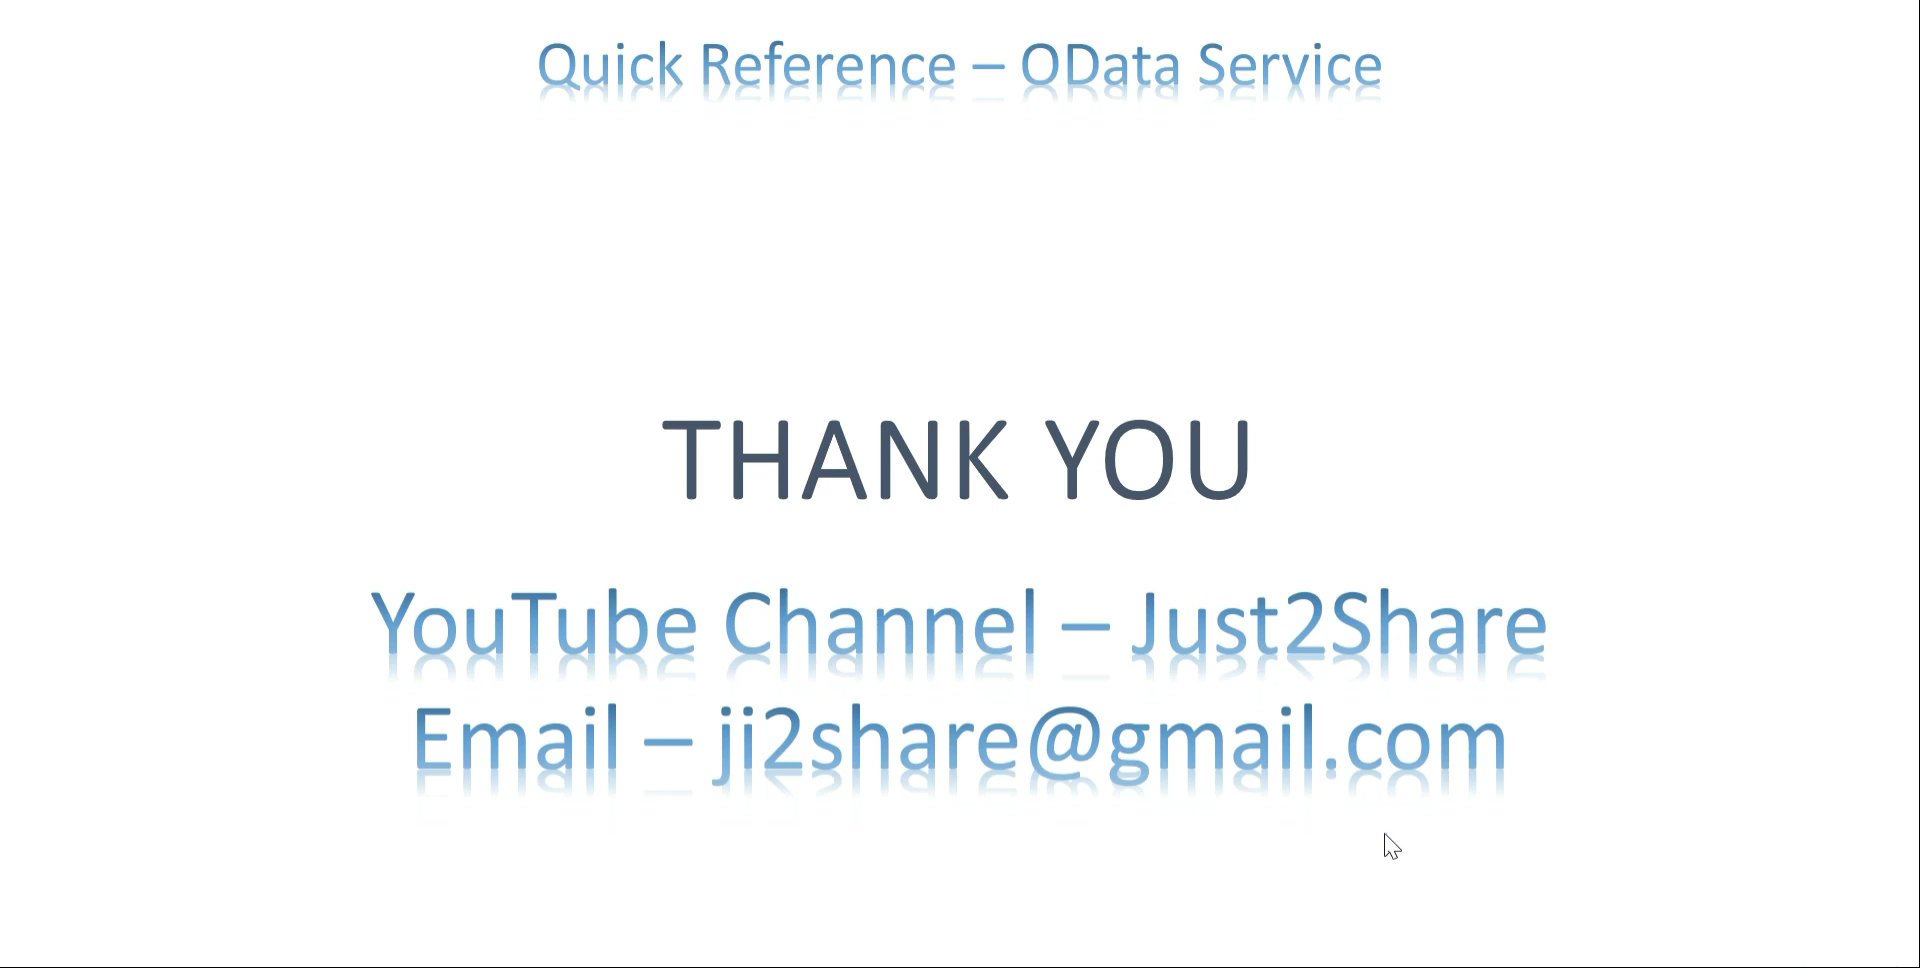 Quick Reference – OData Service
THANK YOU
YouTube Channel – Just2Share
Email – ji2share@gmail.com